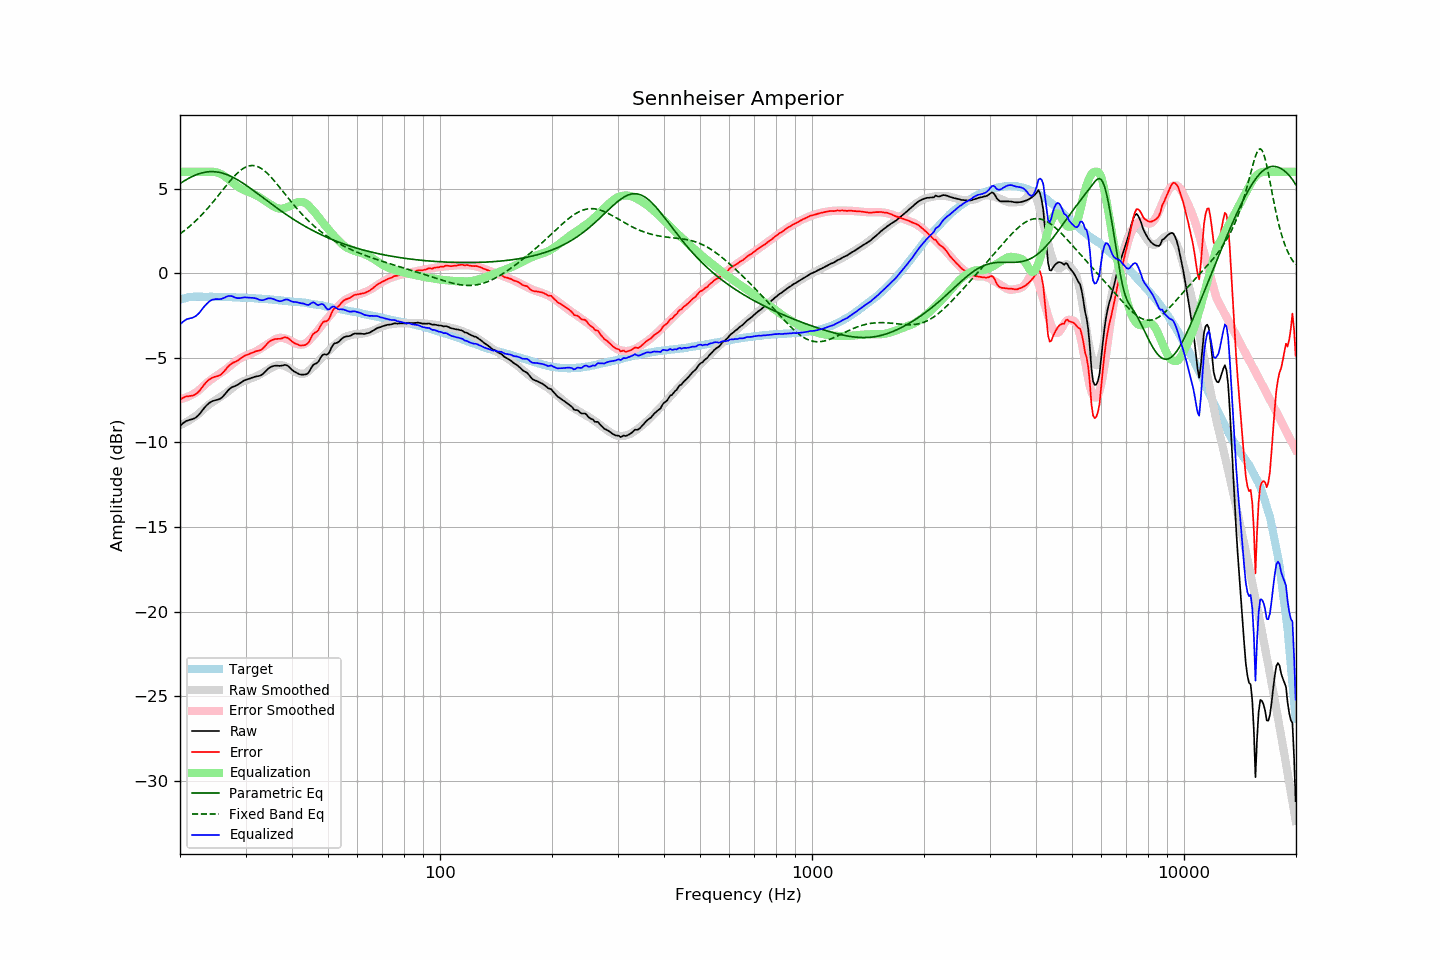 Sennheiser Amperior
5
0
−5
−10
−15
−20
−25
−30
Amplitude (dBr)
Target
Raw Smoothed
Error Smoothed
Raw
Error
Equalization
Parametric Eq
Fixed Band Eq
Equalized
100
1000
10000
Frequency (Hz)